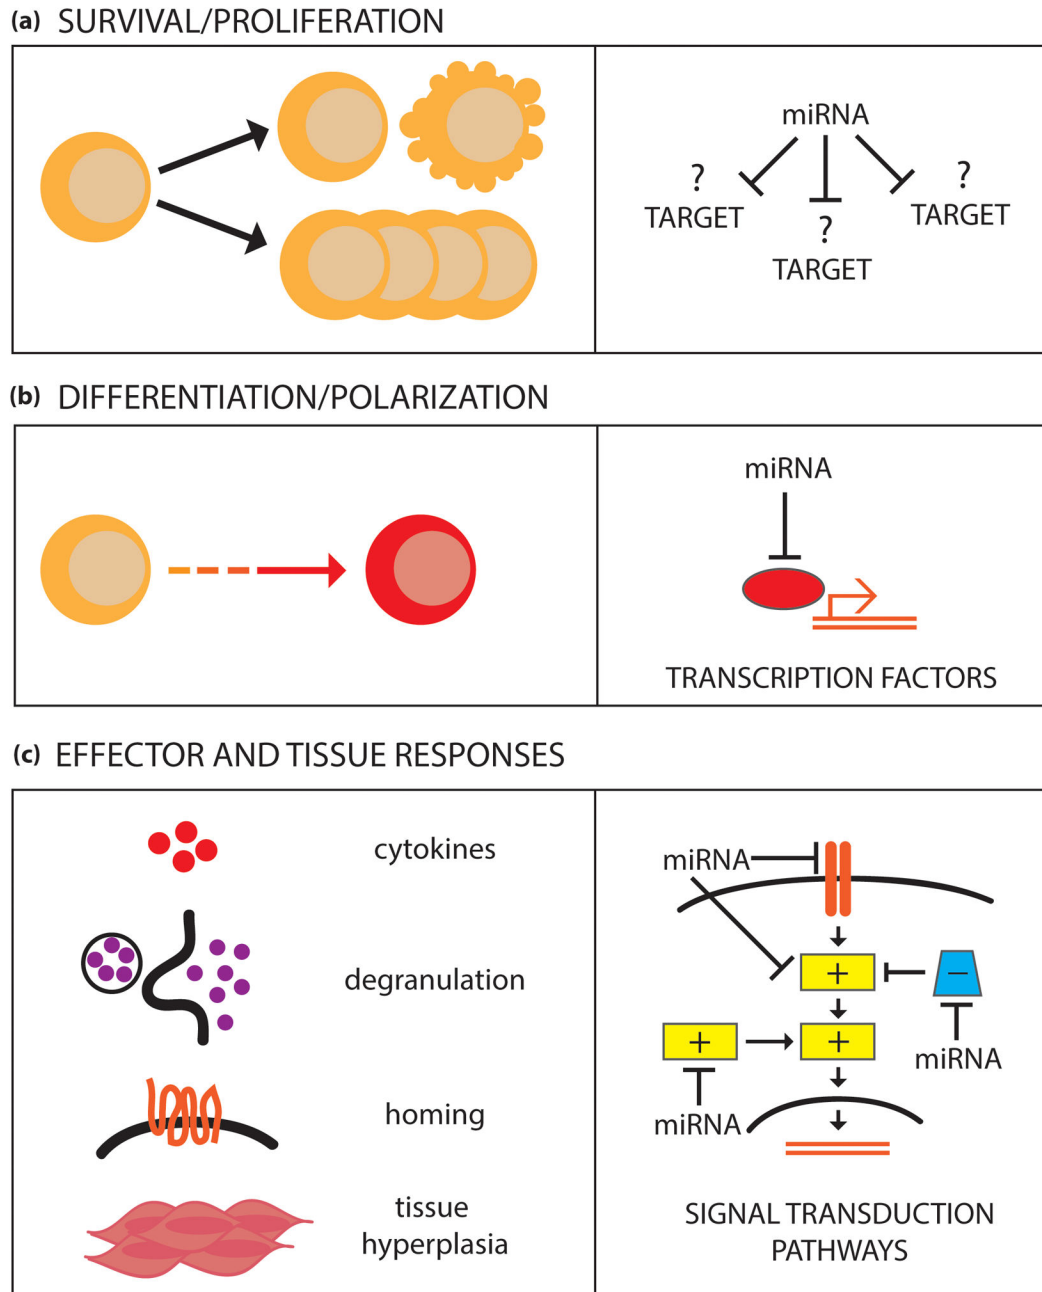 (a) SURVIVAL/PROLIFERATION
miRNA
?
TARGET
?
TARGET
?
TARGET
(b) DIFFERENTIATION/POLARIZATION
miRNA
TRANSCRIPTION FACTORS
(c) EFFECTOR AND TISSUE RESPONSES
cytokines
degranulation
homing
tissue
hyperplasia
miRNA
+
−
+
+
miRNA
miRNA
SIGNAL TRANSDUCTION
PATHWAYS